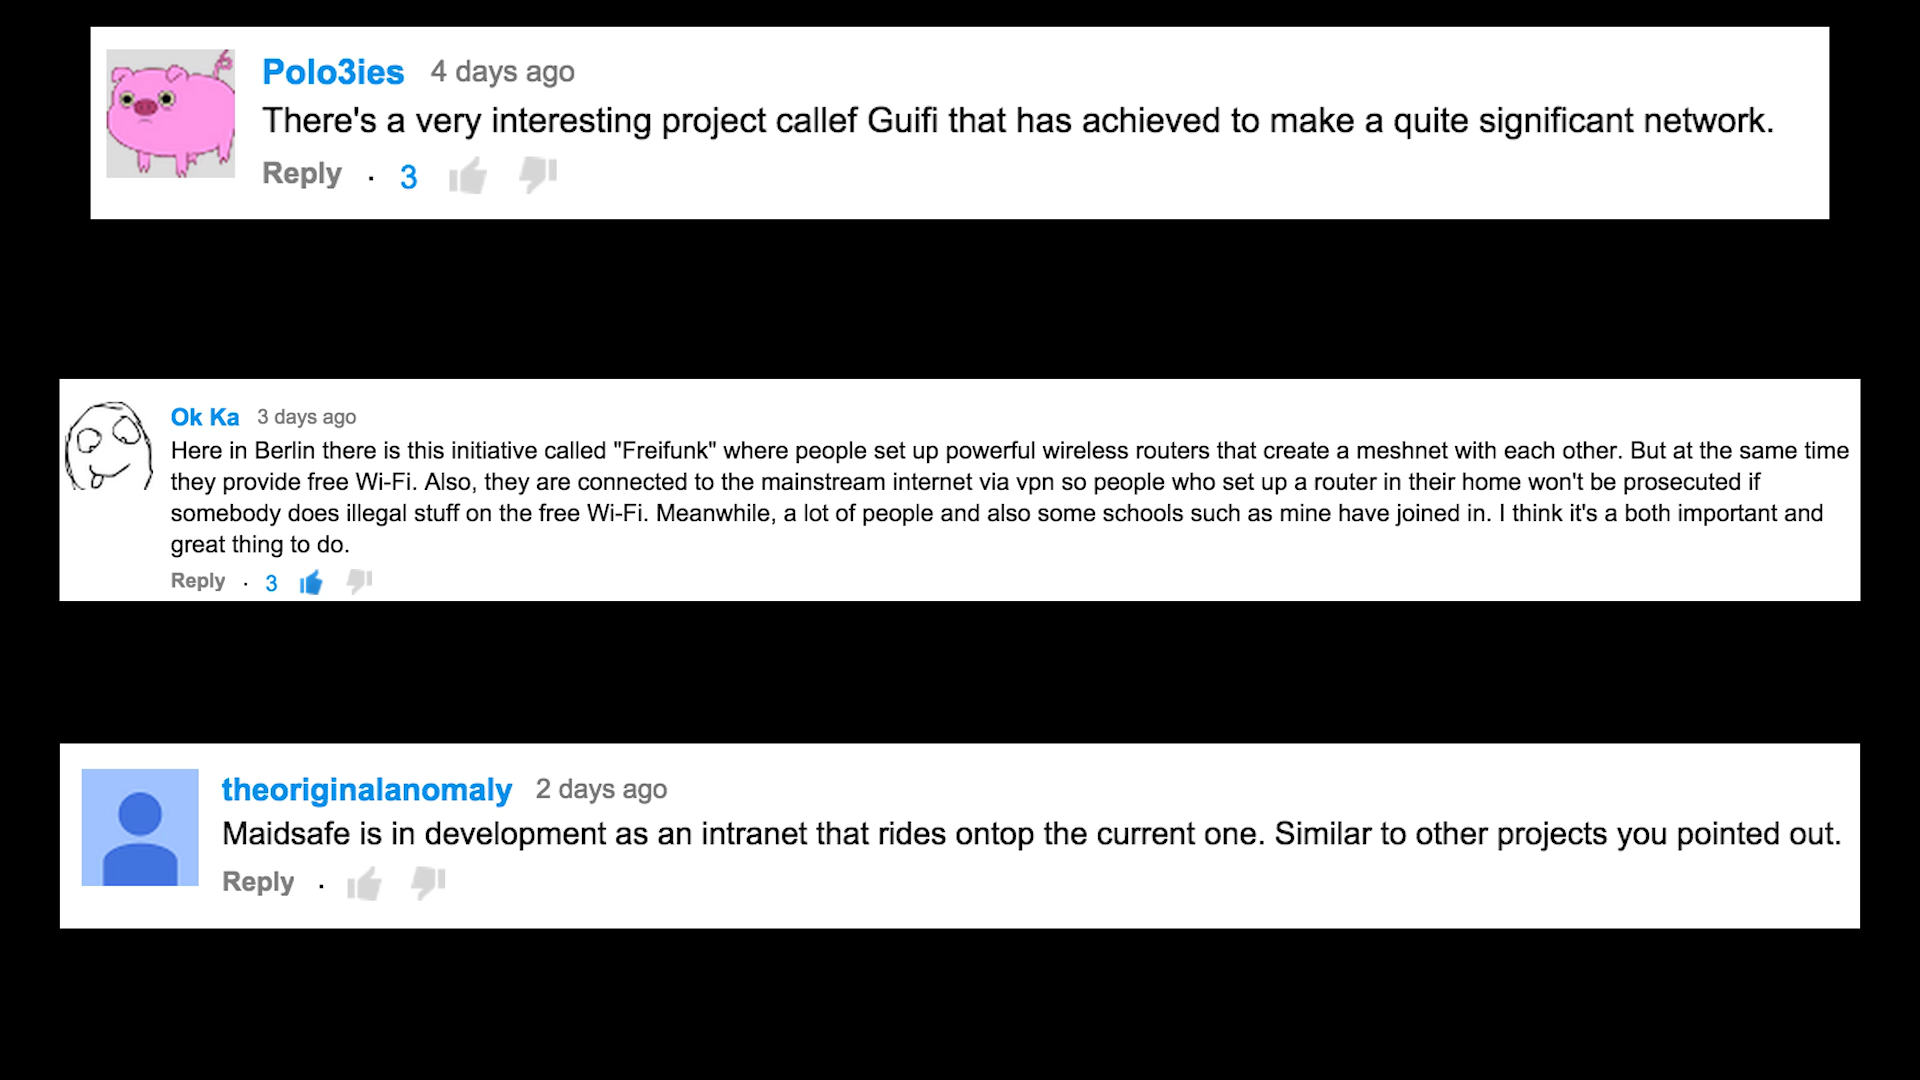 Polo3ies 4 days ago
There's a very interesting project callef Guifi that has achieved to make a quite significant network.
Reply · 3
Ok Ka 3 days ago
Here in Berlin there is this initiative called "Freifunk" where people set up powerful wireless routers that create a meshnet with each other. But at the same time
they provide free Wi-Fi. Also, they are connected to the mainstream internet via vpn so people who set up a router in their home won't be prosecuted if
somebody does illegal stuff on the free Wi-Fi. Meanwhile, a lot of people and also some schools such as mine have joined in. I think it's a both important and
great thing to do.
Reply · 3
theoriginalanomaly 2 days ago
Maidsafe is in development as an intranet that rides ontop the current one. Similar to other projects you pointed out.
Reply ·